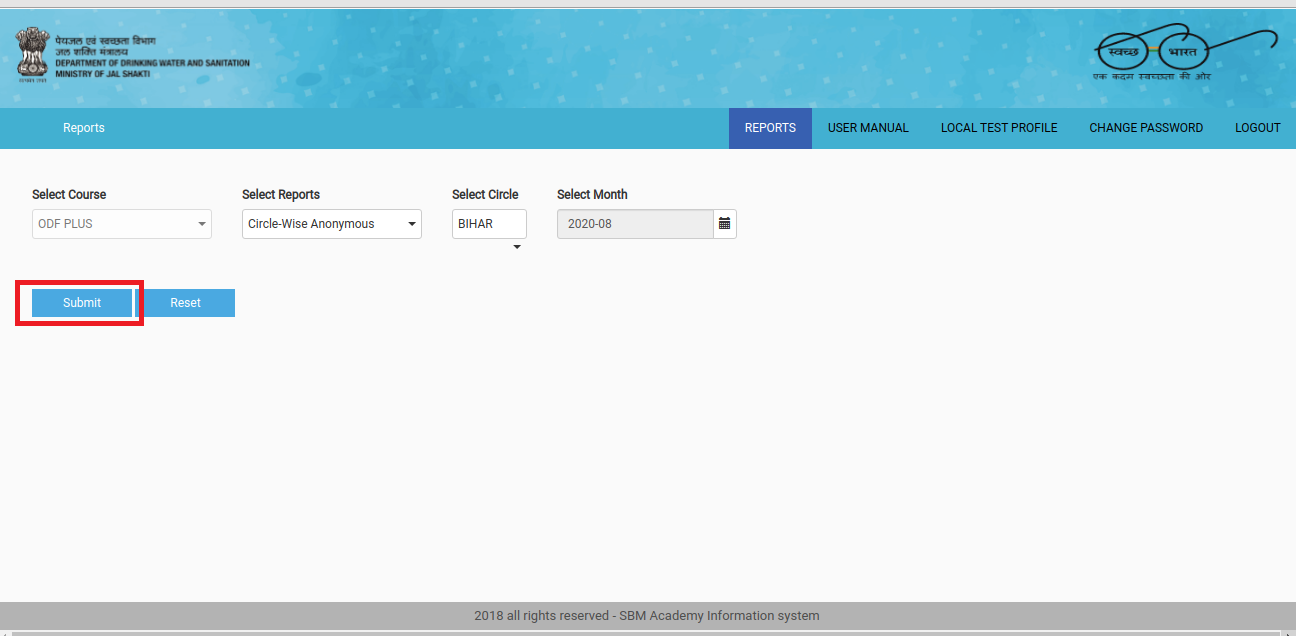 पेयजल एवं स्वच्छता विभाग
जल शक्ति मंत्रालय
DEPARTMENT OF DRINKING WATER AND SANITATION
MINISTRY OF JAL SHAKTI
स्वच्छ भारत
एक कदम स्वच्छता की ओर
Reports
REPORTS
USER MANUAL
LOCAL TEST PROFILE
CHANGE PASSWORD
LOGOUT
Select Course
Select Reports
Select Circle
Select Month
ODF PLUS
Circle-Wise Anonymous
BIHAR
2020-08
Submit
Reset
2018 all rights reserved - SBM Academy Information system